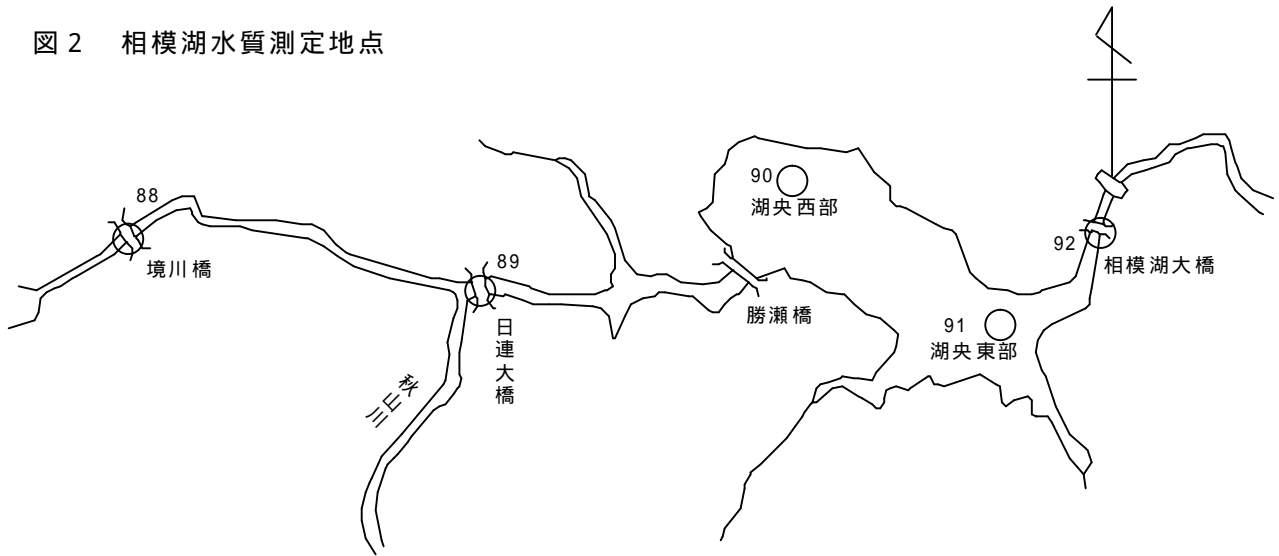 図2 相模湖水質測定地点
88
境川橋
89
日連大橋
秋山川
90
湖央西部
勝瀬橋
91
湖央東部
92
相模湖大橋